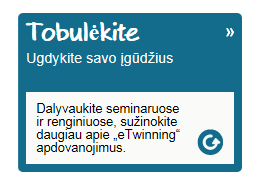 Tobulėkite »
Ugdykite savo įgūdžius
Dalyvaukite seminaruose
ir renginiuose, sužinokite
daugiau apie „eTwinning“
apdovanojimus.